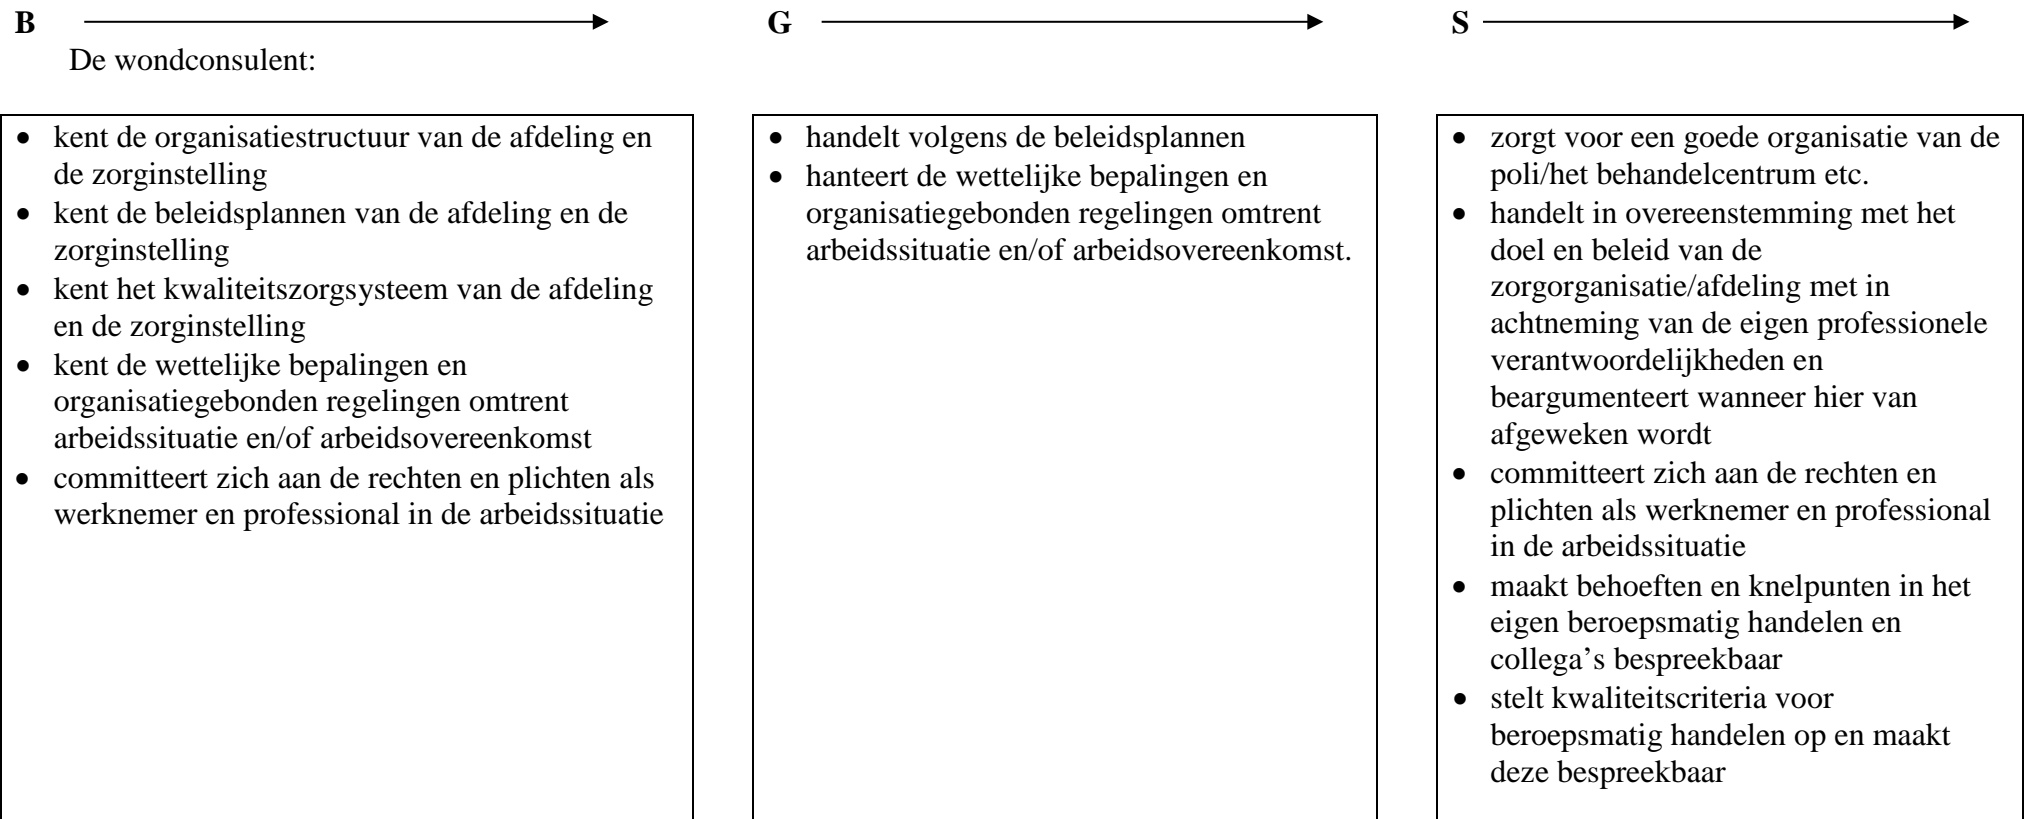 B
G
S
De wondconsulent:
• kent de organisatiestructuur van de afdeling en
de zorginstelling
• kent de beleidsplannen van de afdeling en de
zorginstelling
• kent het kwaliteitszorgsysteem van de afdeling
en de zorginstelling
• kent de wettelijke bepalingen en
organisatiegebonden regelingen omtrent
arbeidssituatie en/of arbeidsovereenkomst
• committeert zich aan de rechten en plichten als
werknemer en professional in de arbeidssituatie
• handelt volgens de beleidsplannen
• hanteert de wettelijke bepalingen en
organisatiegebonden regelingen omtrent
arbeidssituatie en/of arbeidsovereenkomst.
• zorgt voor een goede organisatie van de
poli/het behandelcentrum etc.
• handelt in overeenstemming met het
doel en beleid van de
zorgorganisatie/afdeling met in
achtneming van de eigen professionele
verantwoordelijkheden en
beargumenteert wanneer hier van
afgeweken wordt
• committeert zich aan de rechten en
plichten als werknemer en professional
in de arbeidssituatie
• maakt behoeften en knelpunten in het
eigen beroepsmatig handelen en
collega’s bespreekbaar
• stelt kwaliteitscriteria voor
beroepsmatig handelen op en maakt
deze bespreekbaar